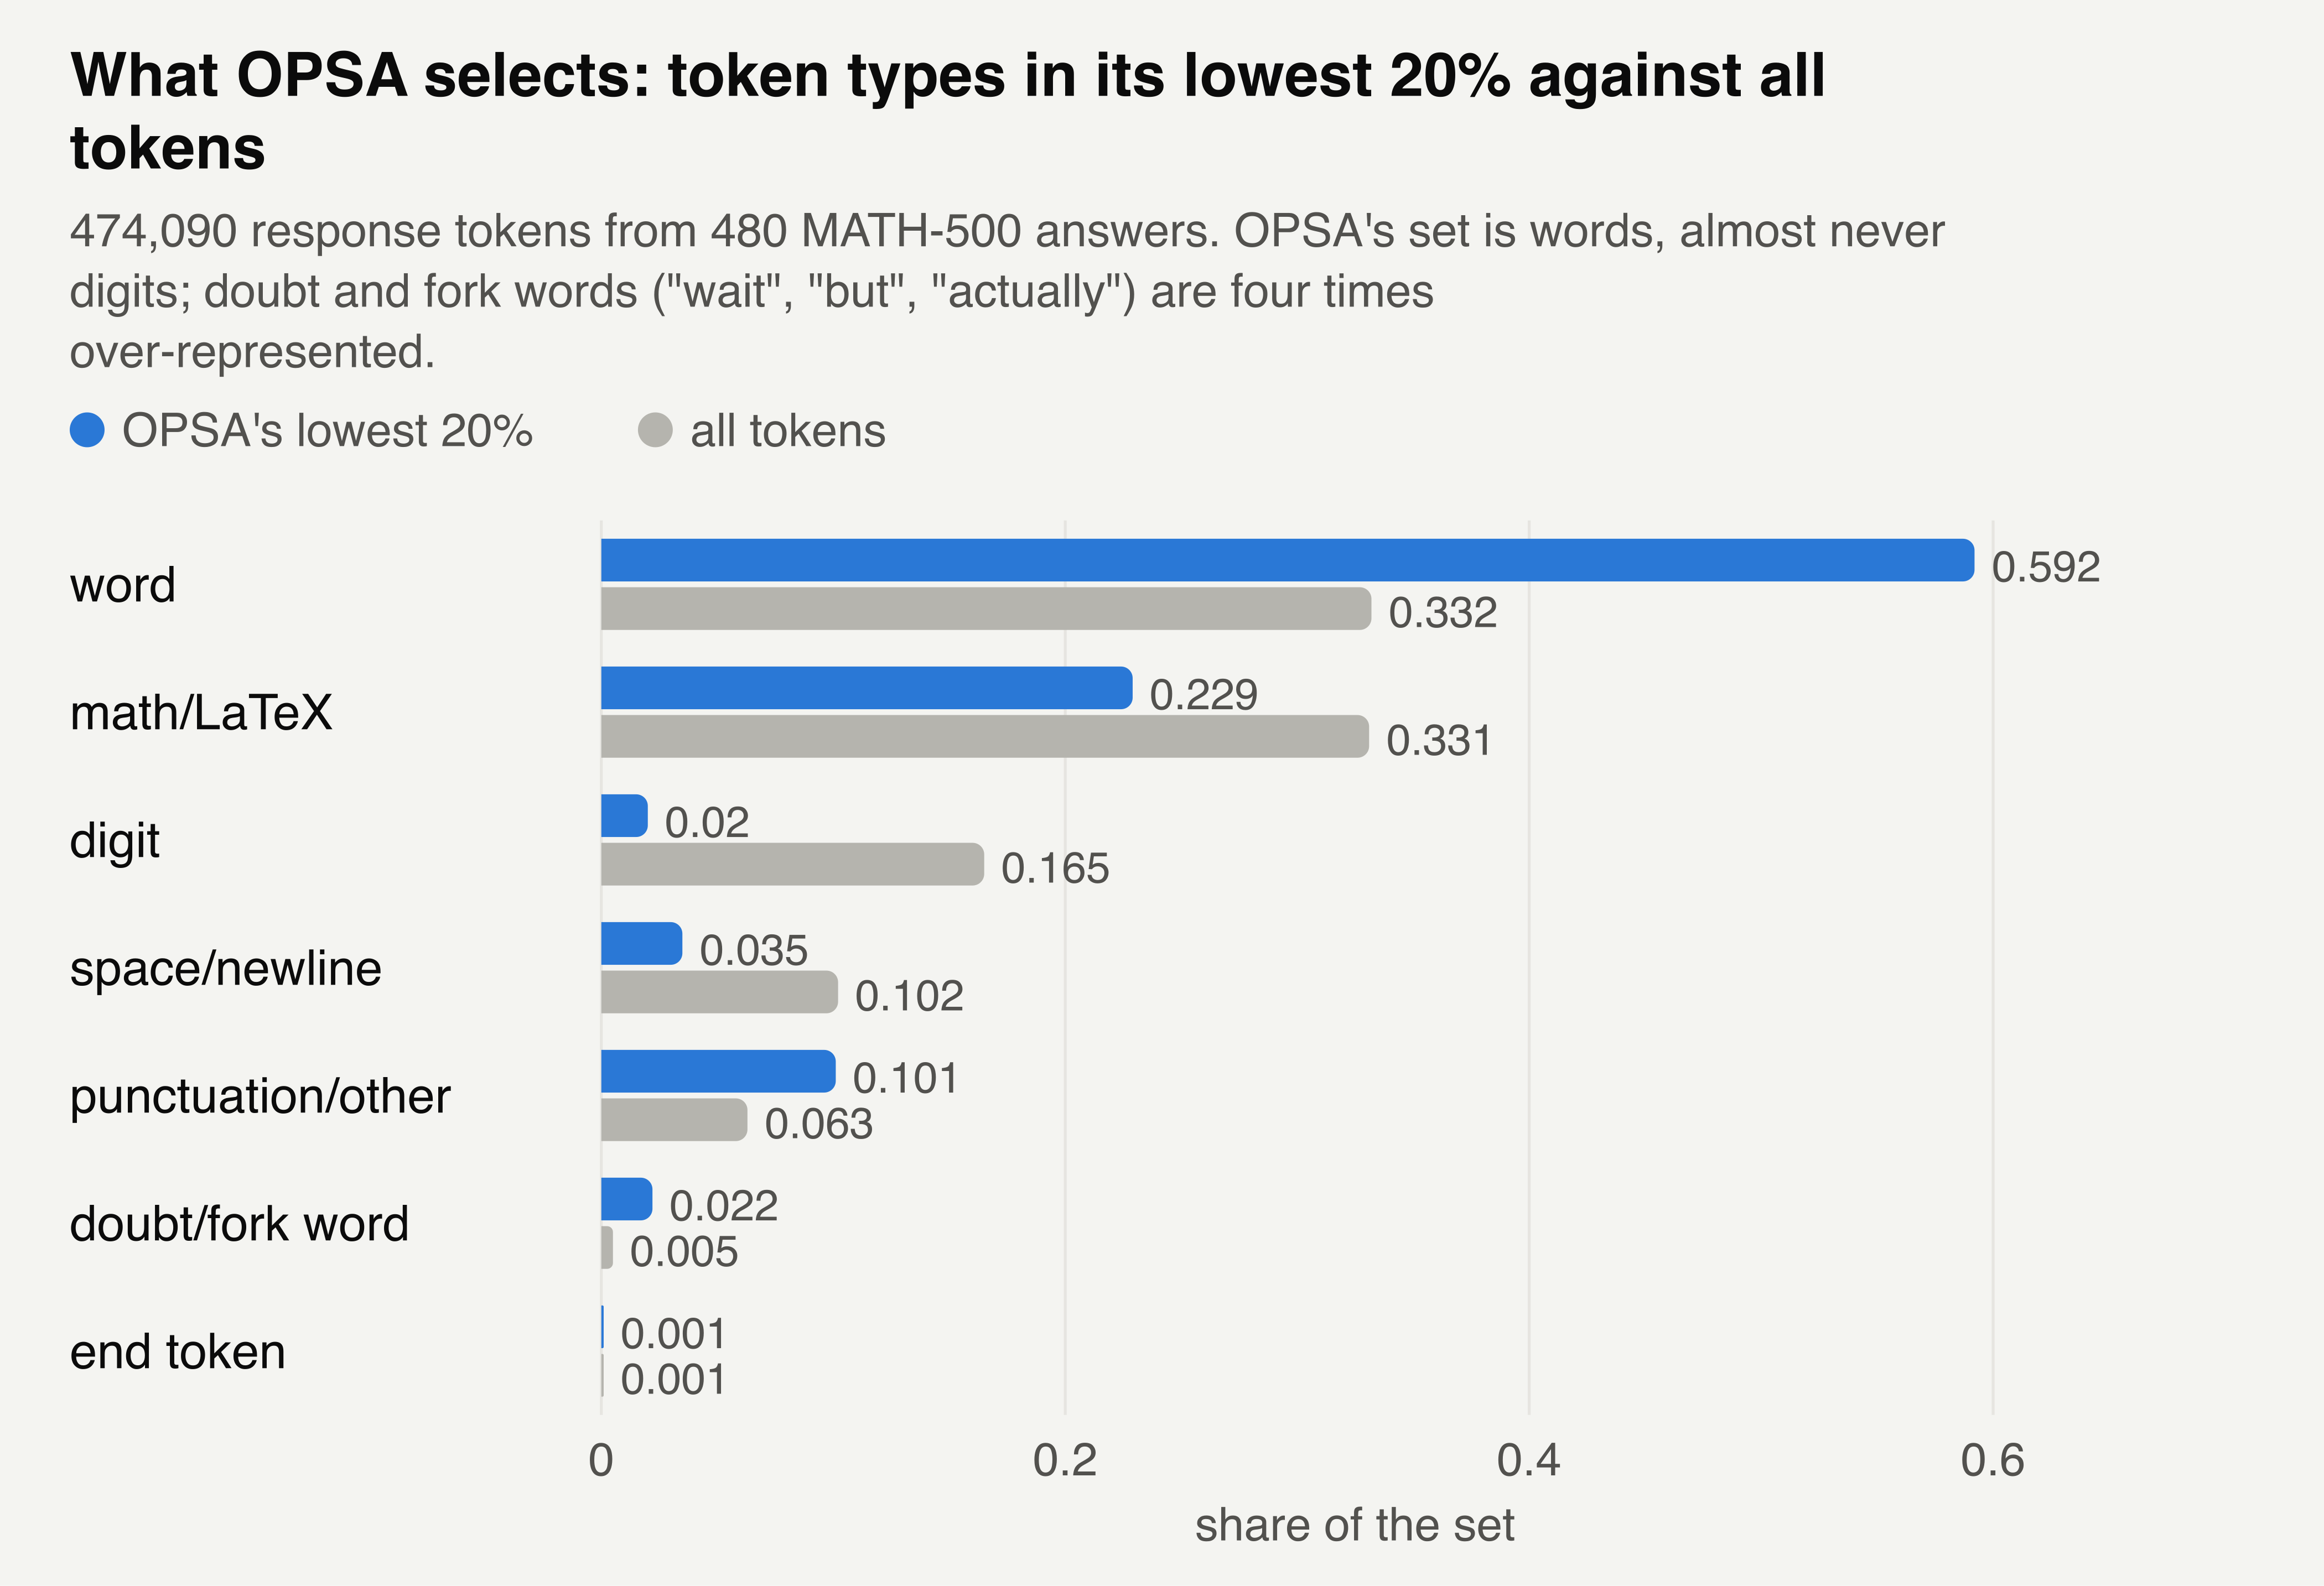 What OPSA selects: token types in its lowest 20% against all
tokens
474,090 response tokens from 480 MATH-500 answers. OPSA's set is words, almost never
digits; doubt and fork words ("wait", "but", "actually") are four times
over-represented.
OPSA's lowest 20% all tokens
word
0.592
0.332
math/LaTeX
0.229
0.331
digit
0.02
0.165
space/newline
0.035
0.102
punctuation/other
0.101
0.063
doubt/fork word
0.022
0.005
end token
0.001
0.001
0 0.2 0.4 0.6
share of the set